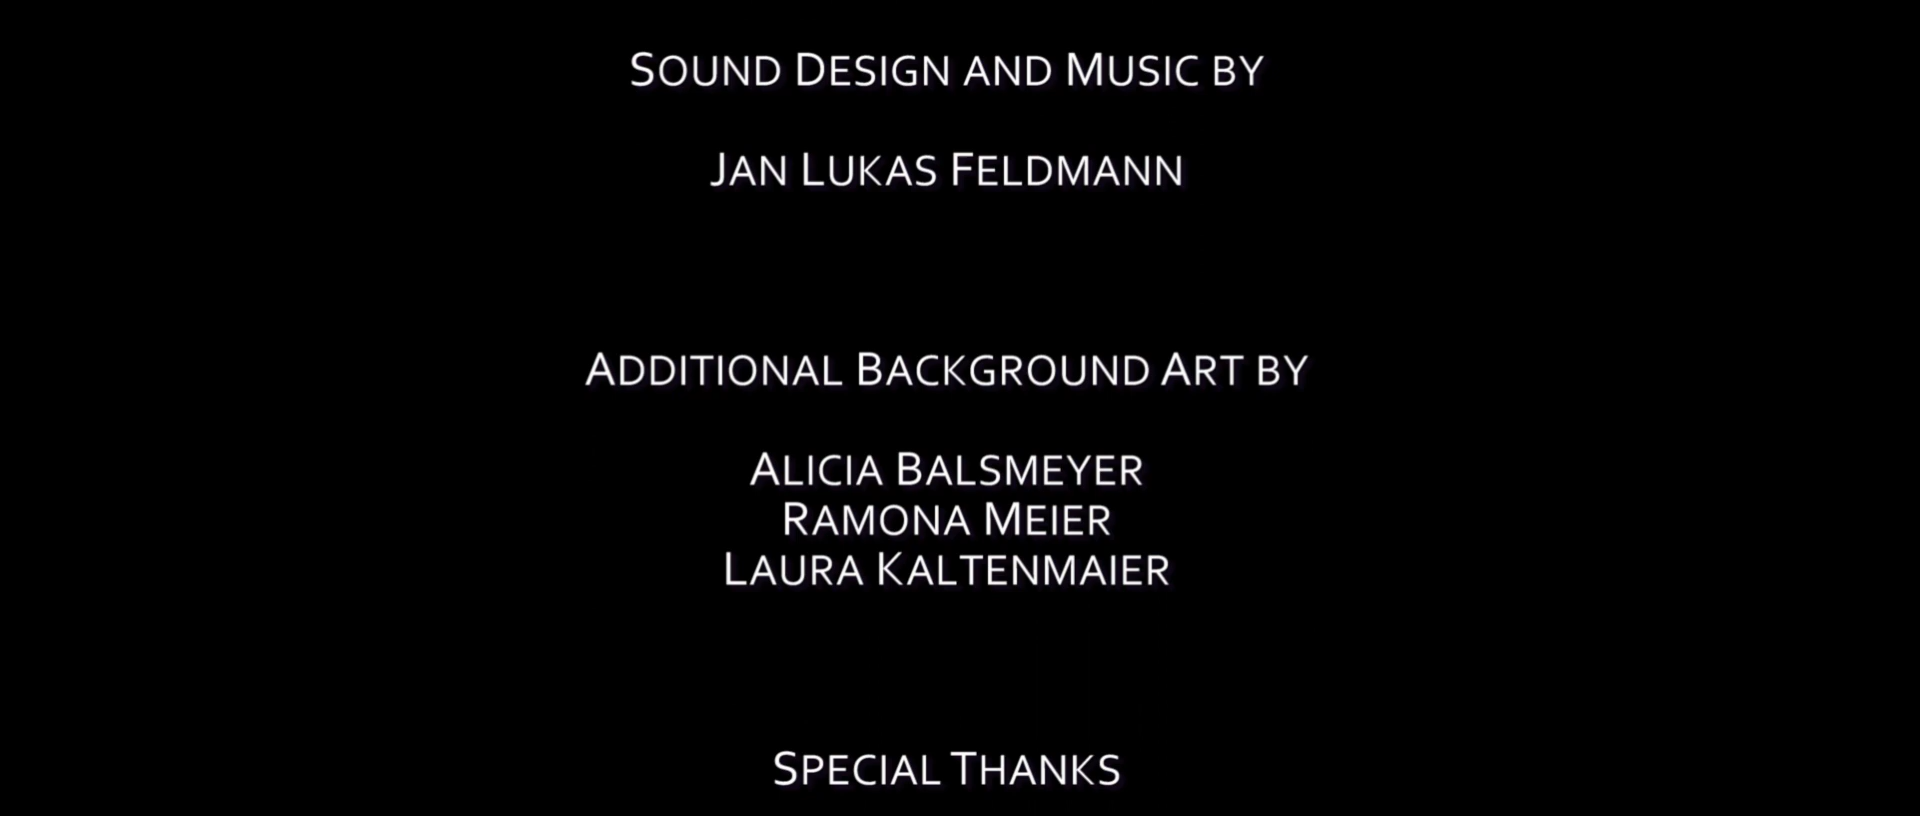 Sound Design and Music by
Jan Lukas Feldmann
Additional Background Art by
Alicia Balsmeyer
Ramona Meier
Laura Kaltenmaier
Special Thanks